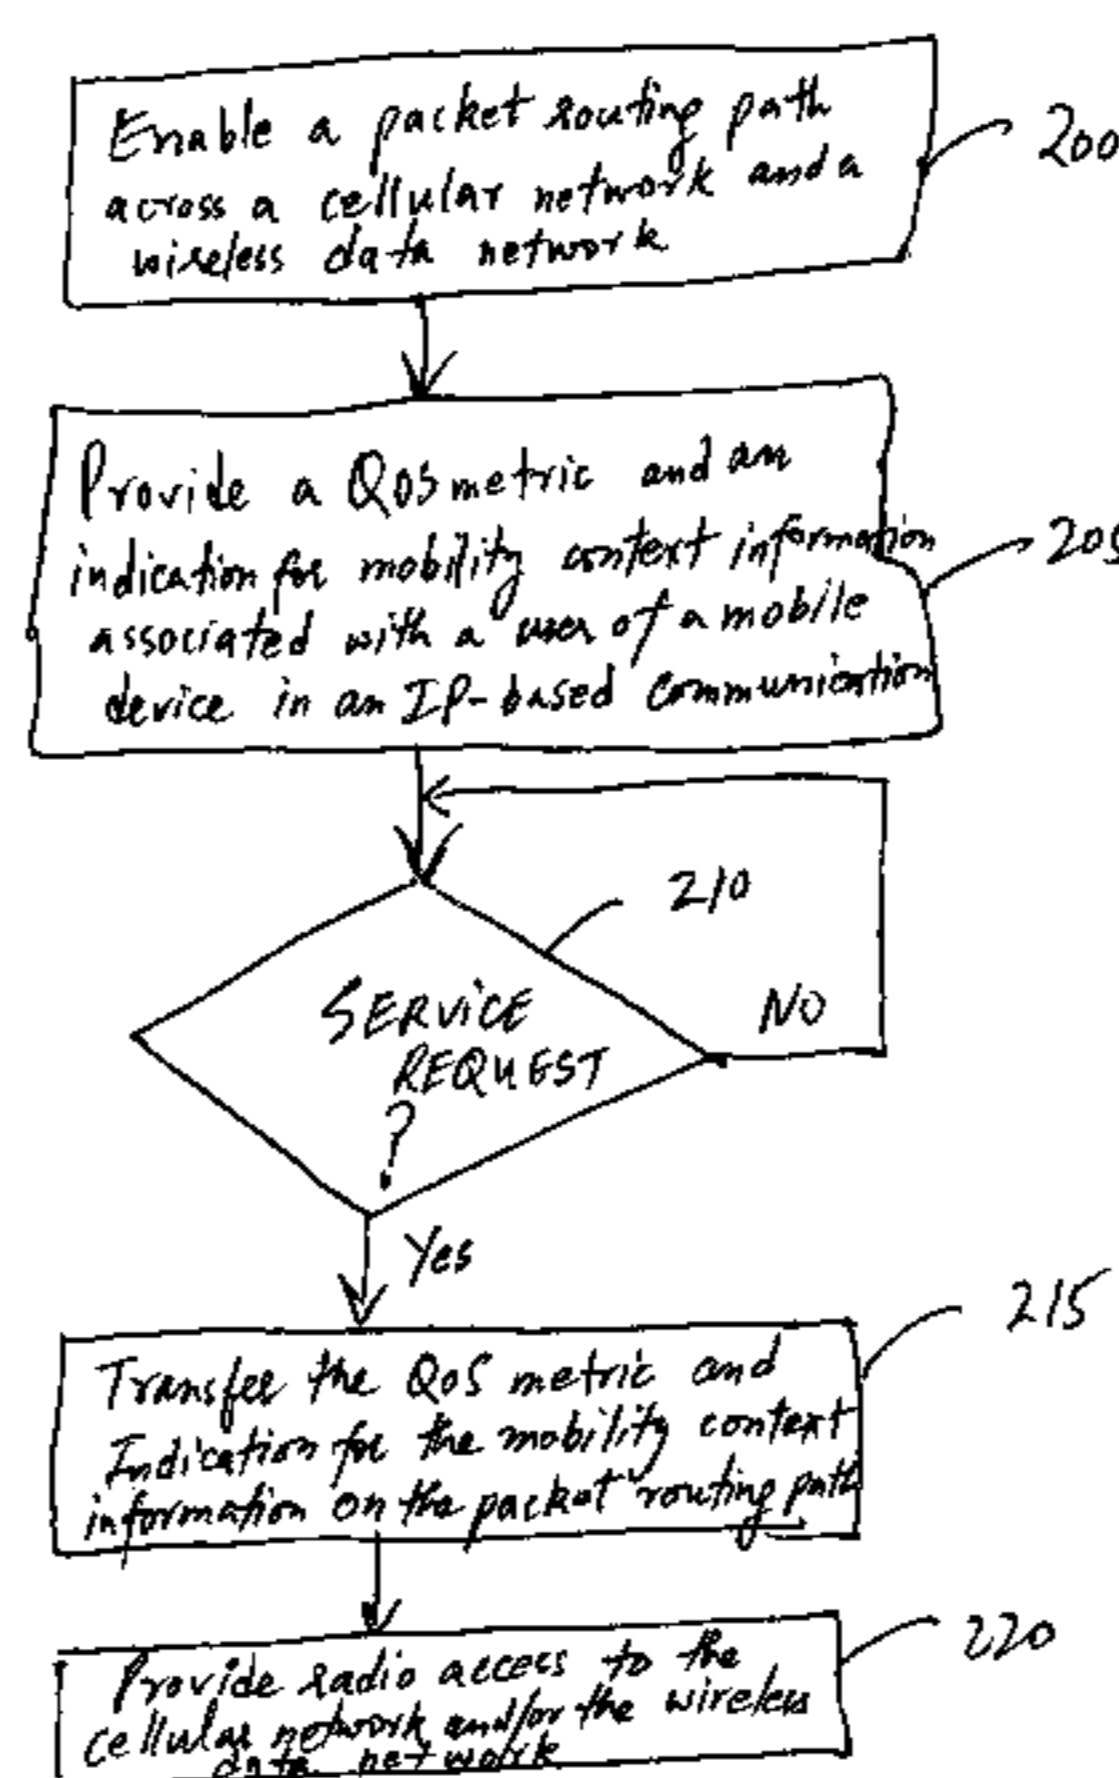 Enable a packet routing path
across a cellular network and a
wireless data network
200
Provide a QOS metric and an
indication for mobility context information
associated with a user of a mobile
device in an IP-based communication
205
210
SERVICE
REQUEST
?
NO
Yes
215
Transfer the QoS metric and
Indication for the mobility context
information on the packet routing path
220
Provide radio access to the
cellular network and/or the wireless
data network